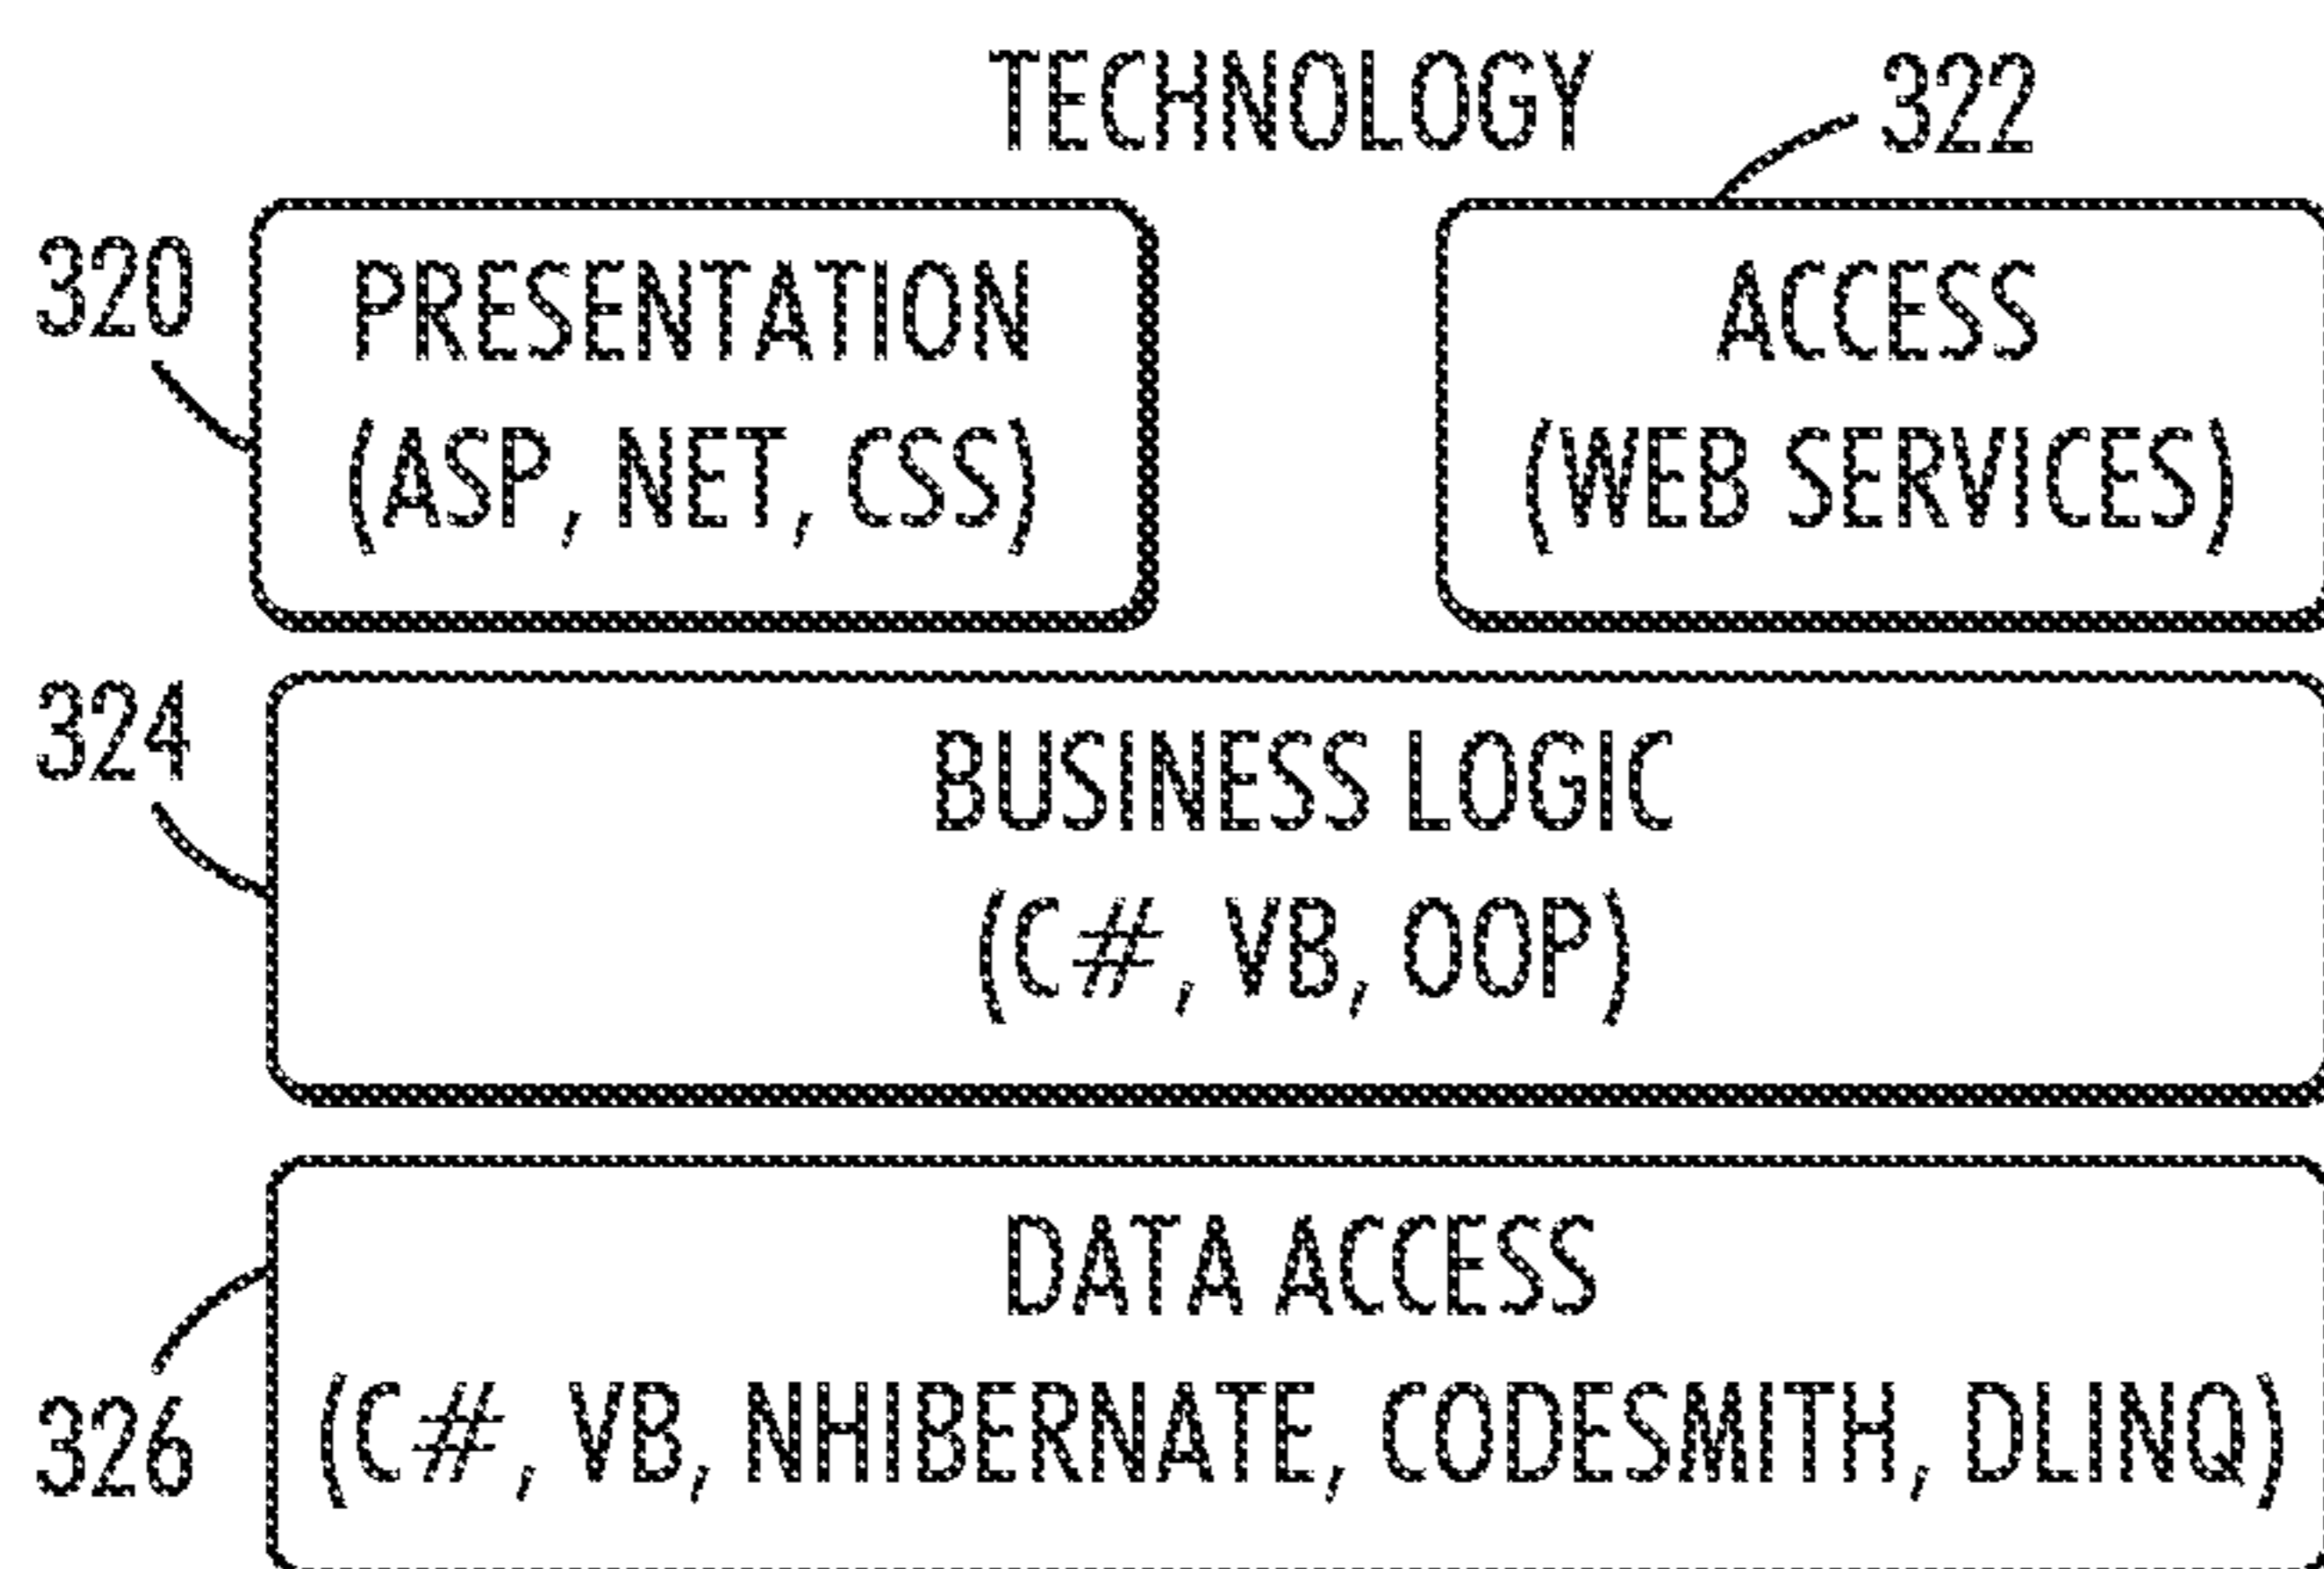 TECHNOLOGY
322
320
PRESENTATION
(ASP, NET, CSS)
ACCESS
(WEB SERVICES)
324
BUSINESS LOGIC
(C#, VB, OOP)
DATA ACCESS
326
(C#, VB, NHIBERNATE, CODESMITH, DLINQ)